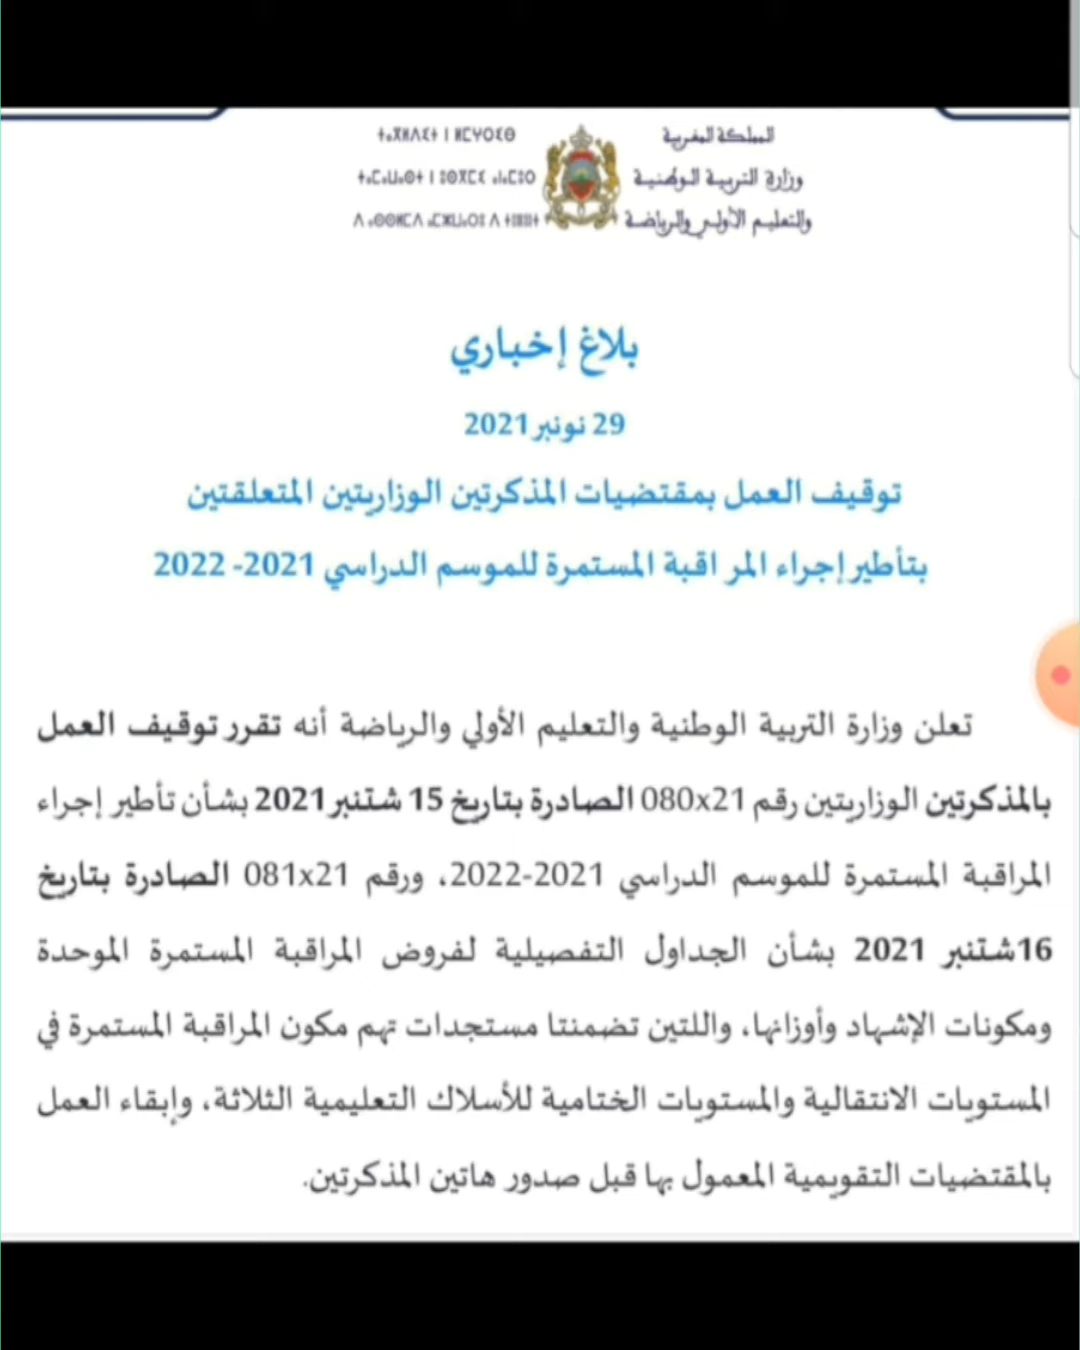 المملكة المغربية
وزارة التربية الوطنية
والتعليم الأولي والرياضة
ⵜⴰⴳⵍⴷⵉⵜ ⵏ ⵍⵎⵖⵔⵉⴱ
ⵜⴰⵎⴰⵡⴰⵙⵜ ⵏ ⵓⵙⴳⵎⵉ ⴰⵏⴰⵎⵓⵔ
بلاغ إخباري
29 نونبر 2021
توقيف العمل بمقتضيات المذكرتين الوزاريتين المتعلقتين
بتأطير إجراء المراقبة المستمرة للموسم الدراسي 2021- 2022
تعلن وزارة التربية الوطنية والتعليم الأولي والرياضة أنه تقرر توقيف العمل
بالمذكرتين الوزاريتين رقم 080x21 الصادرة بتاريخ 15 شتنبر 2021 بشأن تأطير إجراء
المراقبة المستمرة للموسم الدراسي 2021-2022، ورقم 081x21 الصادرة بتاريخ
16شتنبر 2021 بشأن الجداول التفصيلية لفروض المراقبة المستمرة الموحدة
ومكونات الإشهاد وأوزانها، واللتين تضمنتا مستجدات تهم مكون المراقبة المستمرة في
المستويات الانتقالية والمستويات الختامية للأسلاك التعليمية الثلاثة، وإبقاء العمل
بالمقتضيات التقويمية المعمول بها قبل صدور هاتين المذكرتين.